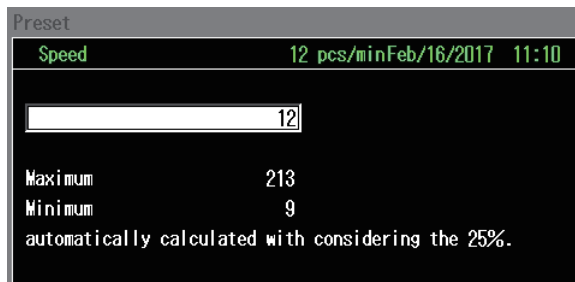 Preset
Speed 12 pcs/minFeb/16/2017 11:10
12
Maximum 213
Minimum 9
automatically calculated with considering the 25%.